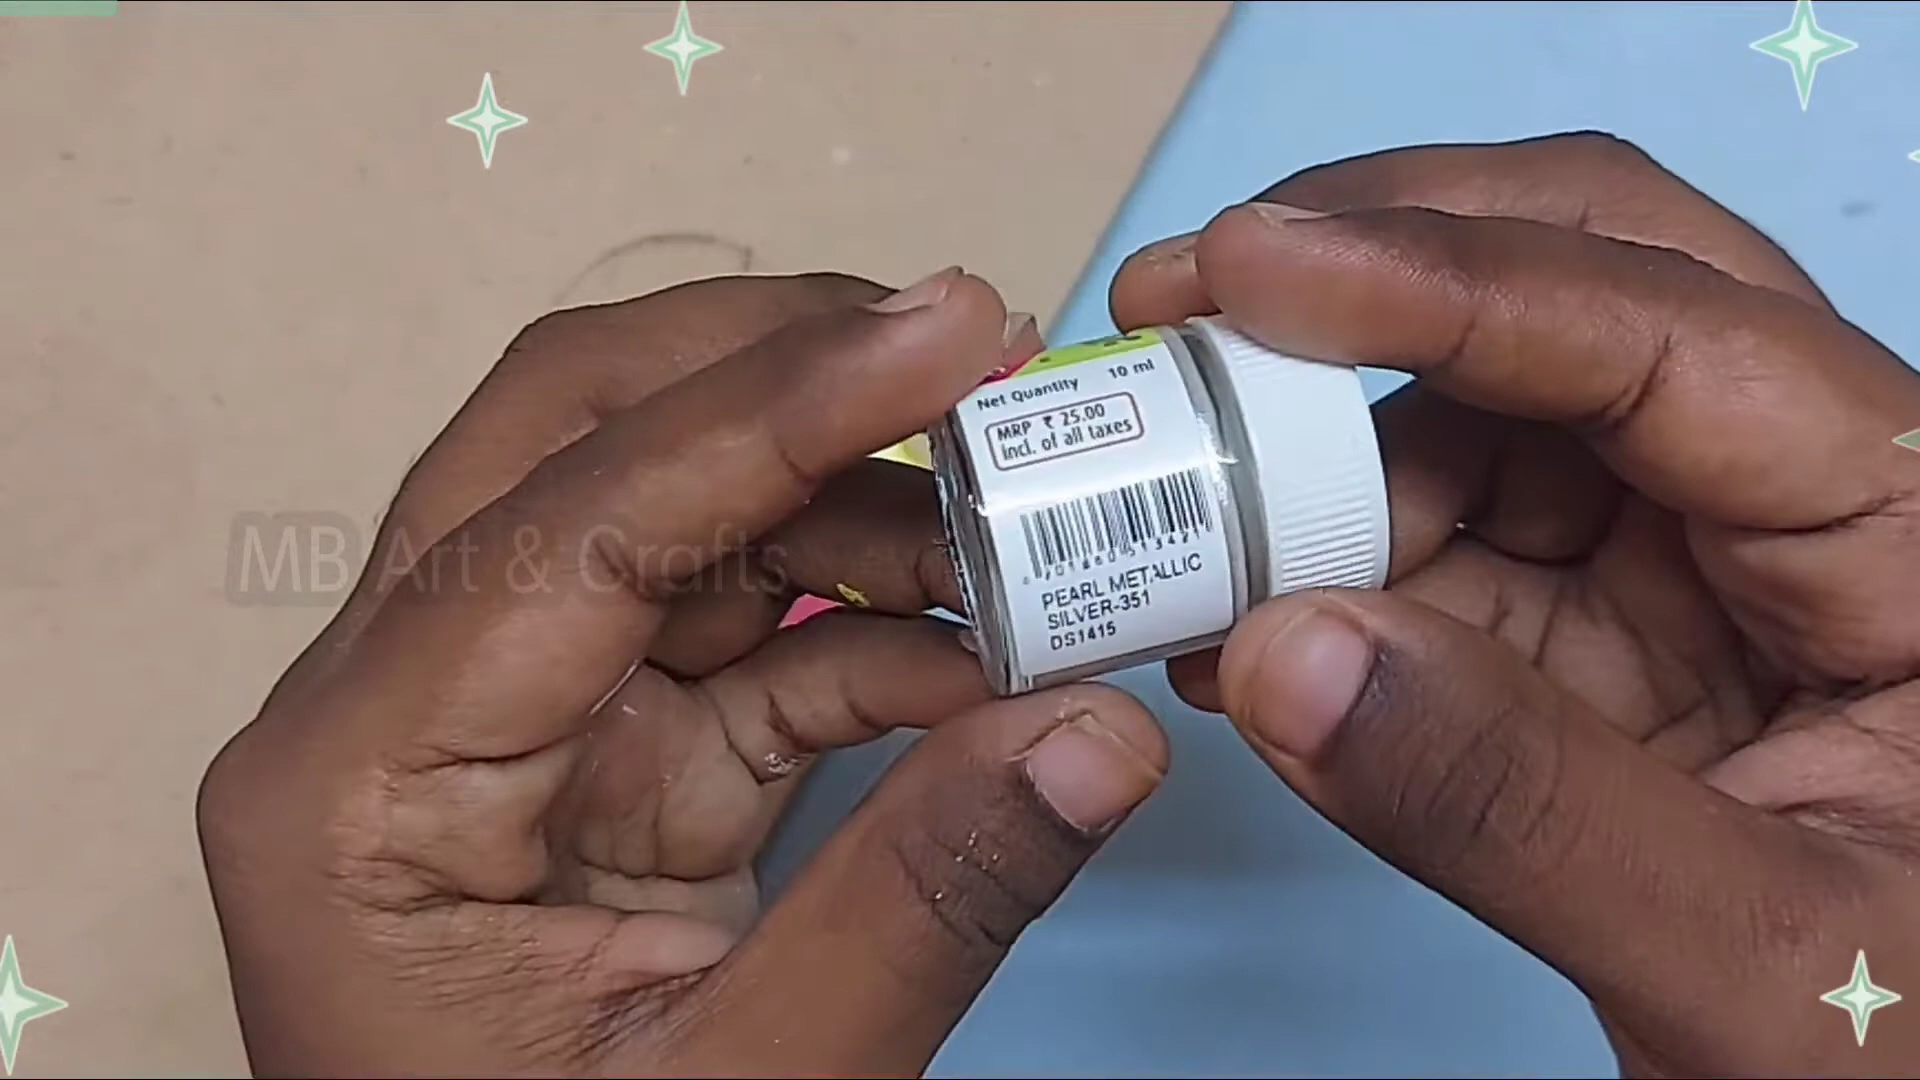 Net Quantity 10 ml
MRP ₹ 25.00
incl. of all taxes
PEARL METALLIC
SILVER-351
DS1415
MB Art & Crafts